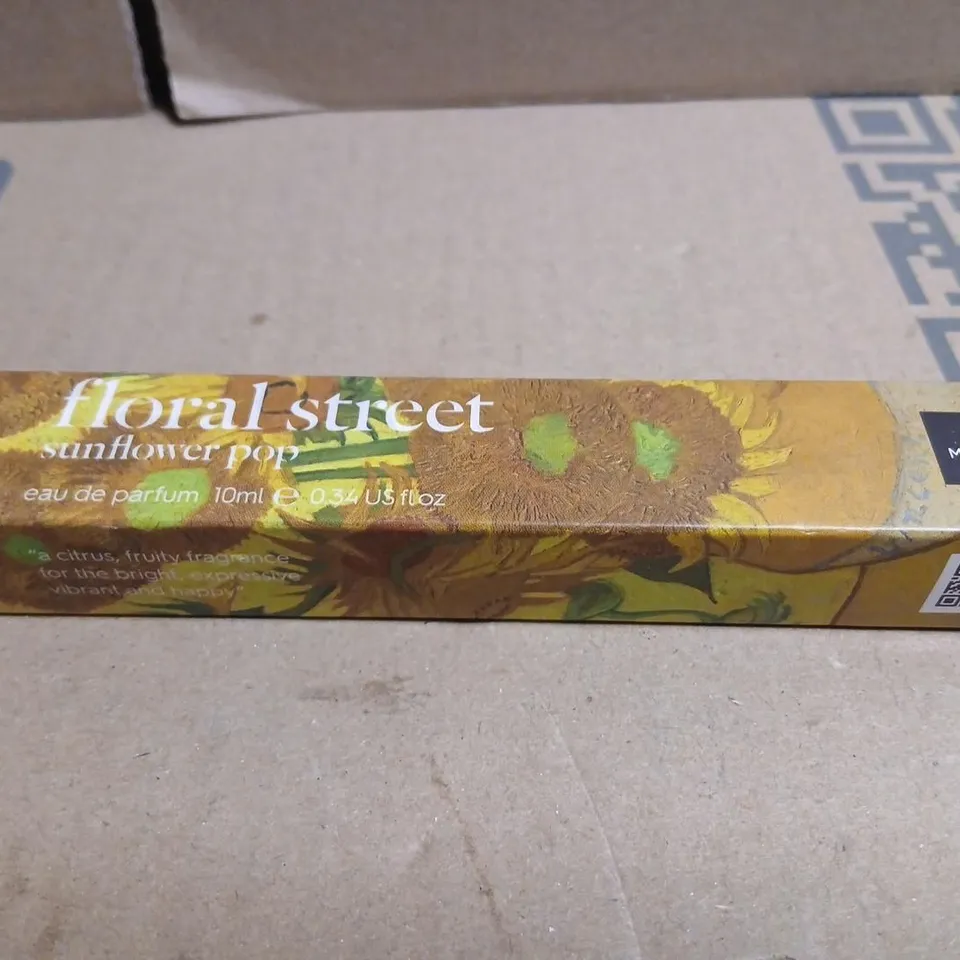 floral street
sunflower pop
eau de parfum 10ml ℮ 0.34 US fl oz
"a citrus, fruity fragrance
for the bright, expressive
vibrant and happy"
M